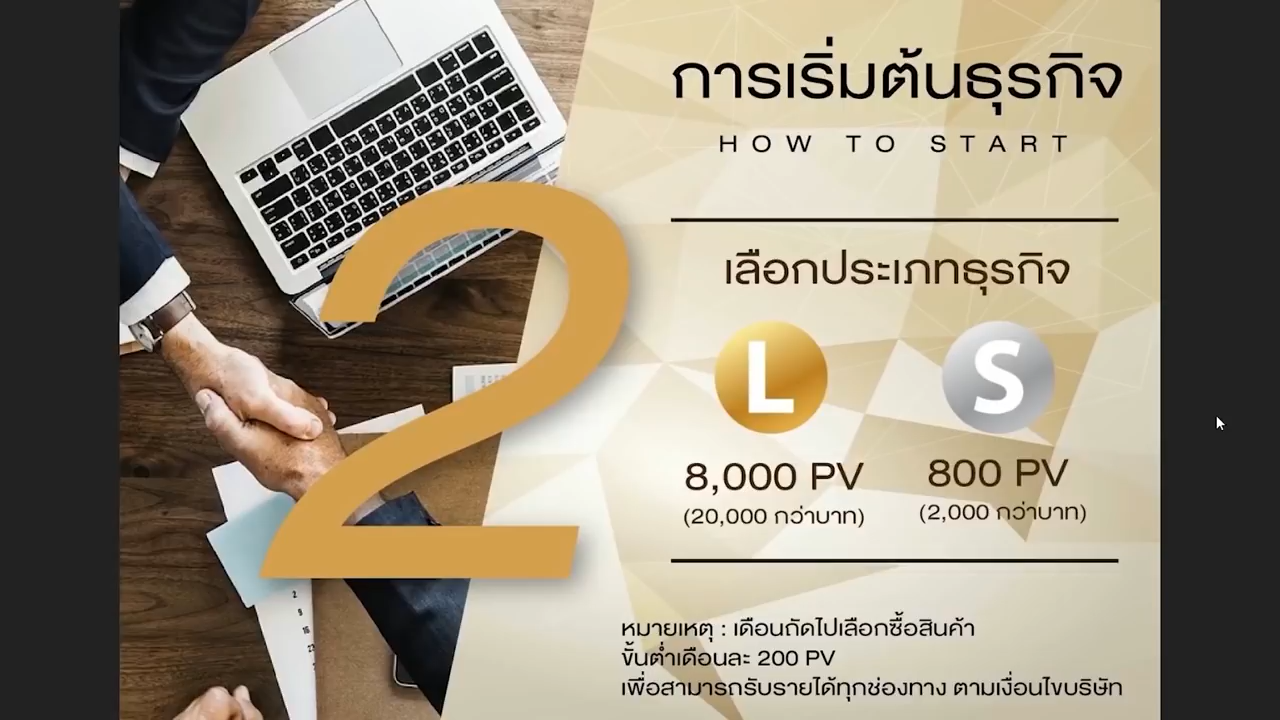 การเริ่มต้นธุรกิจ
HOW TO START
2
เลือกประเภทธุรกิจ
L S
8,000 PV 800 PV
(20,000 กว่าบาท) (2,000 กว่าบาท)
หมายเหตุ : เดือนถัดไปเลือกซื้อสินค้า
ขั้นต่ำเดือนละ 200 PV
เพื่อสามารถรับรายได้ทุกช่องทาง ตามเงื่อนไขบริษัท